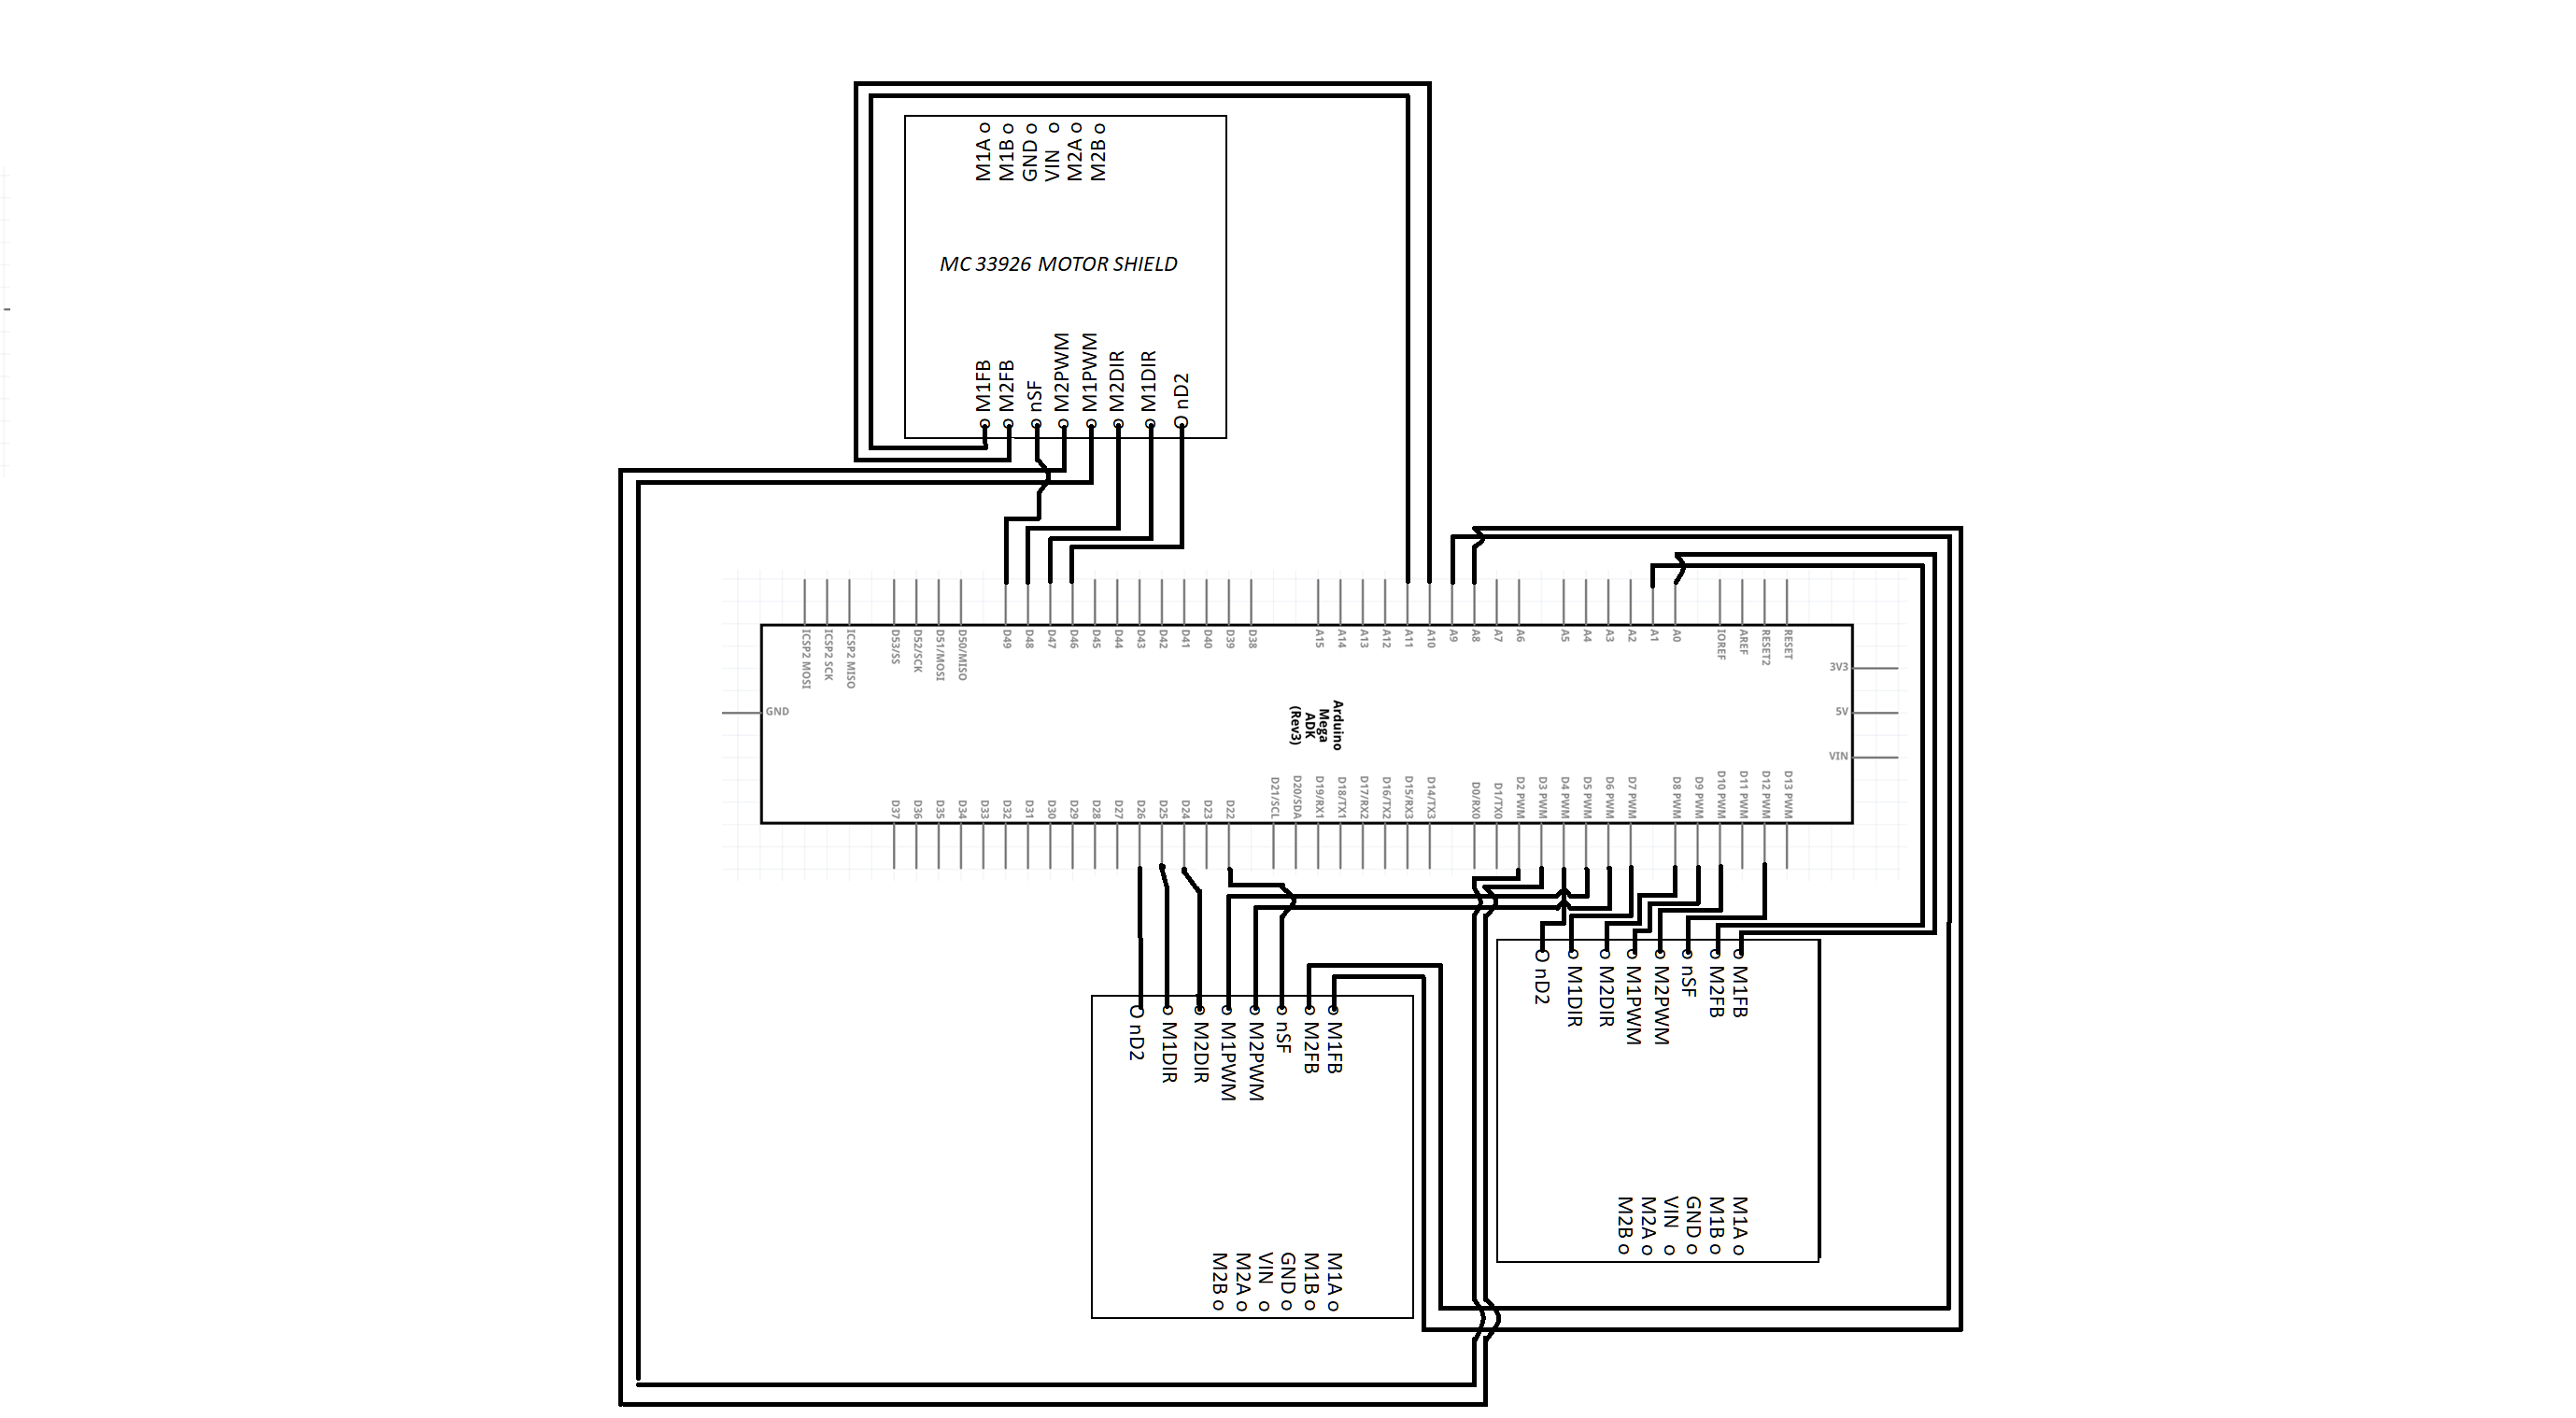 M1A o
M1B o
GND o
VIN o
M2A o
M2B o
MC 33926 MOTOR SHIELD
o M1FB
o M2FB
o nSF
o M2PWM
o M1PWM
o M2DIR
o M1DIR
O nD2
ICSP2 MOSI
ICSP2 SCK
ICSP2 MISO
D53/SS
D52/SCK
D51/MOSI
D50/MISO
D49
D48
D47
D46
D45
D44
D43
D42
D41
D40
D39
D38
A15
A14
A13
A12
A11
A10
A9
A8
A7
A6
A5
A4
A3
A2
A1
A0
IOREF
AREF
RESET2
RESET
3V3
5V
VIN
GND
Arduino
Mega
ADK
(Rev3)
D37
D36
D35
D34
D33
D32
D31
D30
D29
D28
D27
D26
D25
D24
D23
D22
D21/SCL
D20/SDA
D19/RX1
D18/TX1
D17/RX2
D16/TX2
D15/RX3
D14/TX3
D0/RX0
D1/TX0
D2 PWM
D3 PWM
D4 PWM
D5 PWM
D6 PWM
D7 PWM
D8 PWM
D9 PWM
D10 PWM
D11 PWM
D12 PWM
D13 PWM
O nD2
o M1DIR
o M2DIR
o M1PWM
o M2PWM
o nSF
o M2FB
o M1FB
M2B o
M2A o
VIN o
GND o
M1B o
M1A o
O nD2
o M1DIR
o M2DIR
o M1PWM
o M2PWM
o nSF
o M2FB
o M1FB
M2B o
M2A o
VIN o
GND o
M1B o
M1A o